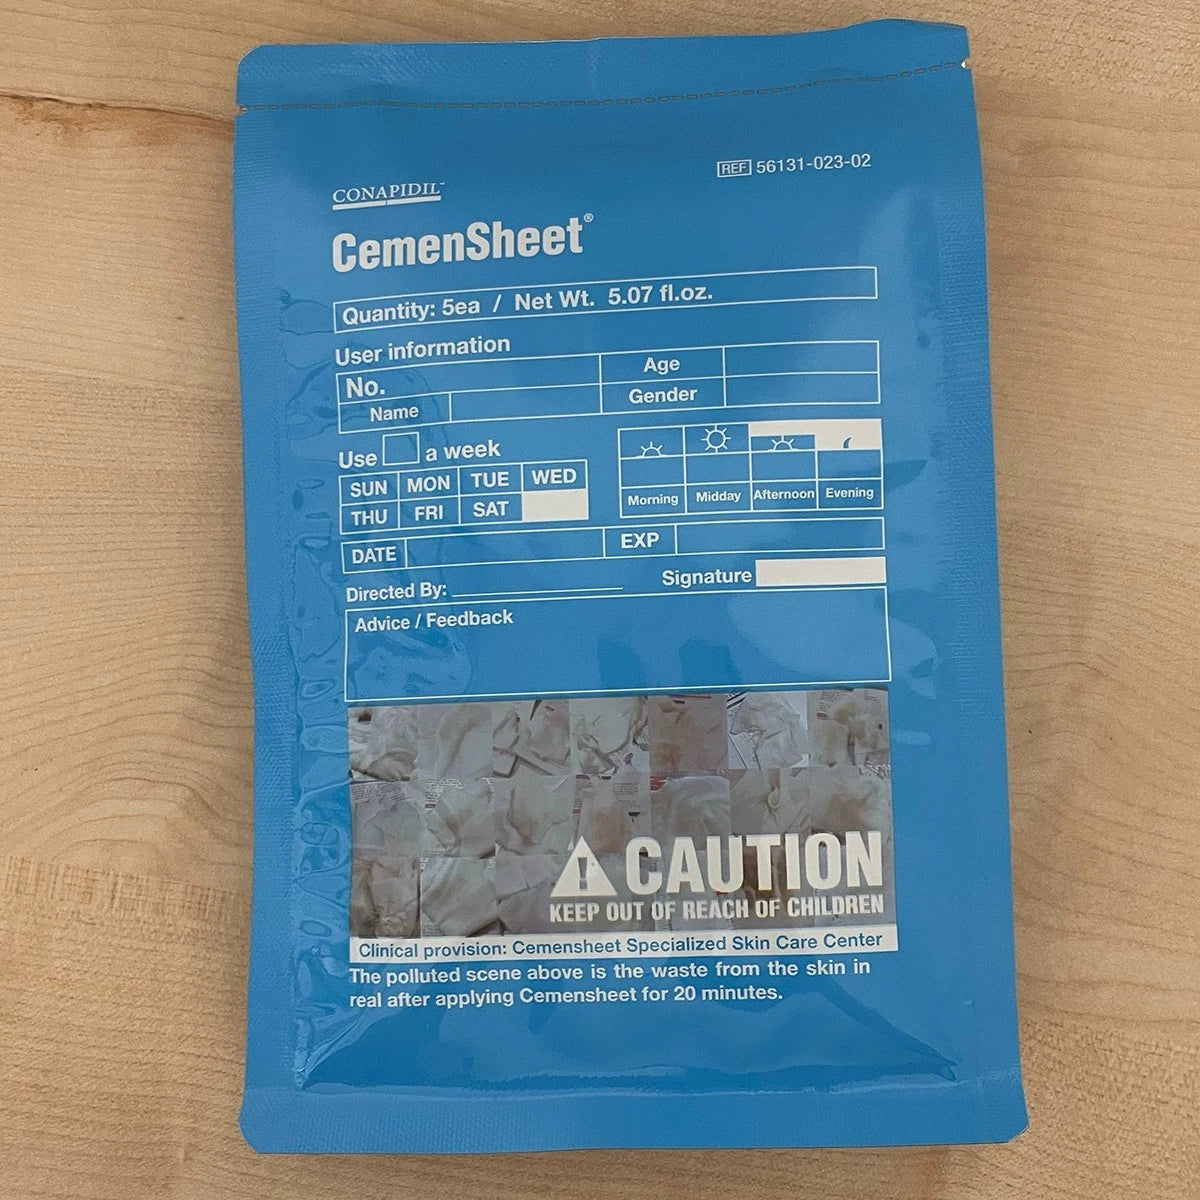 REF 56131-023-02
CONAPIDIL™
CemenSheet®
Quantity: 5ea / Net Wt. 5.07 fl.oz.
User information
No.
Age
Name
Gender
Use a week
SUN MON TUE WED
THU FRI SAT
Morning Midday Afternoon Evening
DATE EXP
Directed By: Signature
Advice / Feedback
CAUTION
KEEP OUT OF REACH OF CHILDREN
Clinical provision: Cemensheet Specialized Skin Care Center
The polluted scene above is the waste from the skin in
real after applying Cemensheet for 20 minutes.